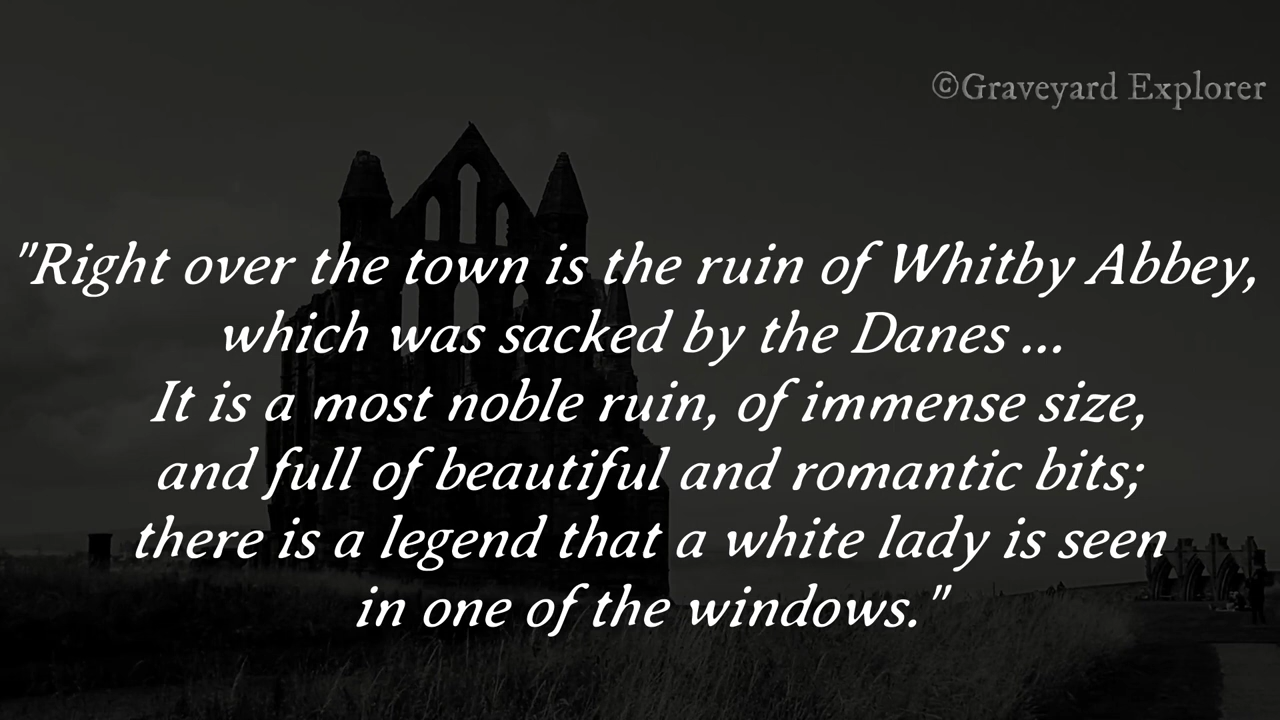 ©Graveyard Explorer
"Right over the town is the ruin of Whitby Abbey,
which was sacked by the Danes ...
It is a most noble ruin, of immense size,
and full of beautiful and romantic bits;
there is a legend that a white lady is seen
in one of the windows."